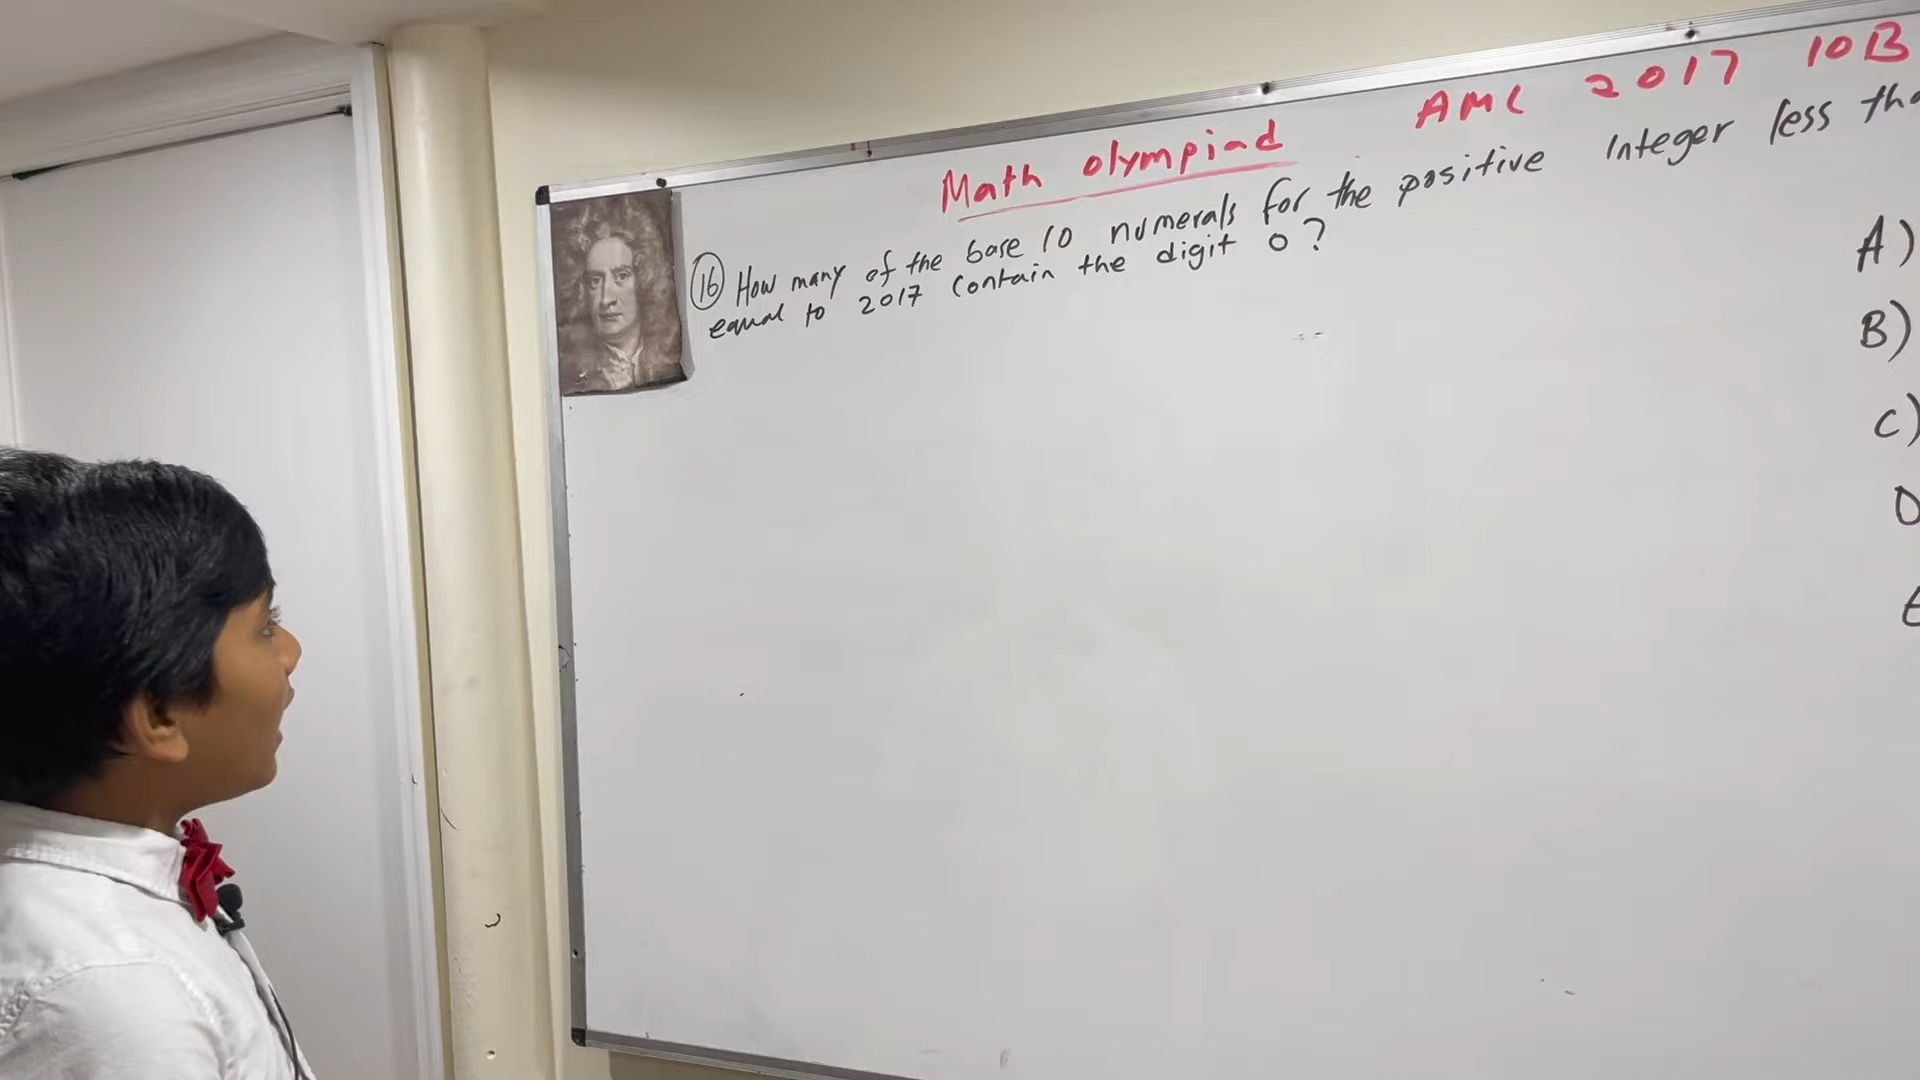 Math olympiad AMC 2017 10B
16 How many of the base 10 numerals for the positive Integer less tha
equal to 2017 contain the digit 0?
A)
B)
C)
D
E